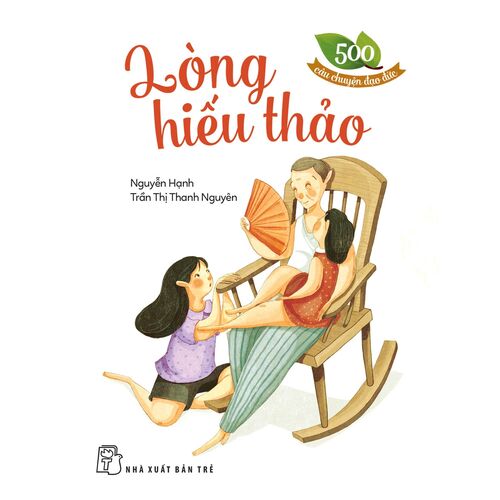 500
câu chuyện đạo đức
Lòng
hiếu thảo
Nguyễn Hạnh
Trần Thị Thanh Nguyên
NHÀ XUẤT BẢN TRẺ